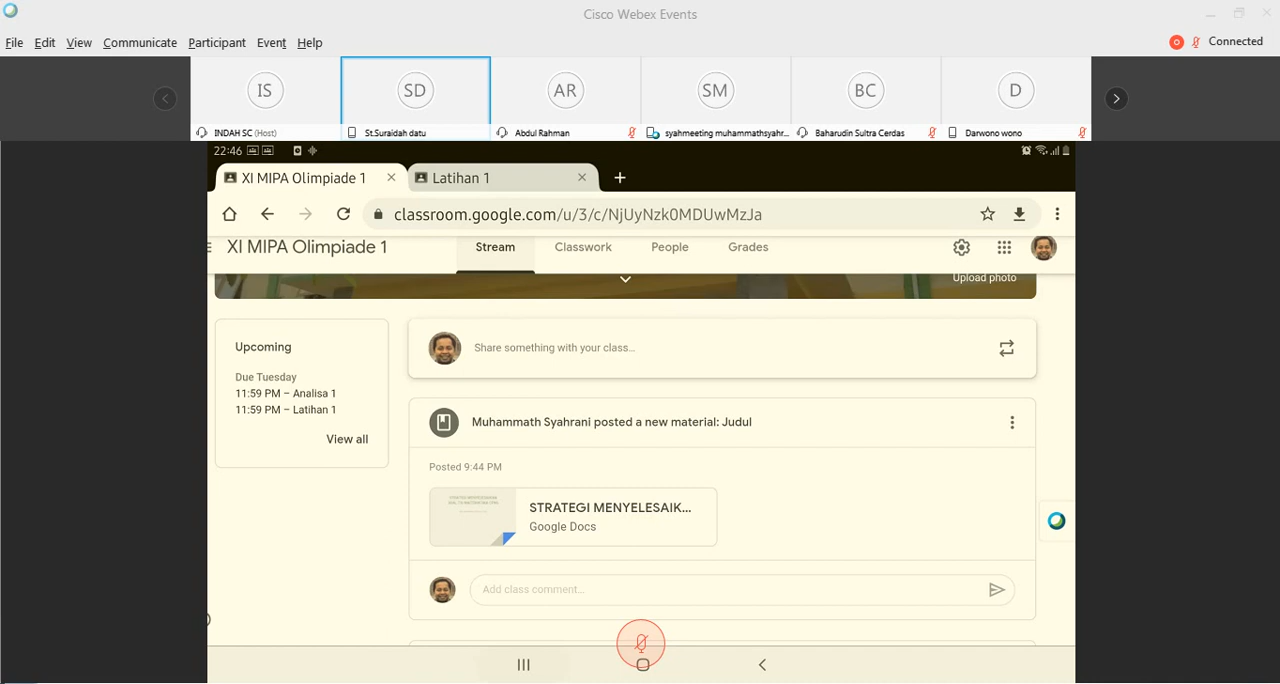 Cisco Webex Events
File Edit View Communicate Participant Event Help
Connected
IS SD AR SM BC D
INDAH SC (Host) St.Suraidah datu Abdul Rahman syahmeeting muhammathsyahr... Baharudin Sultra Cerdas Darwono wono
22:46
XI MIPA Olimpiade 1 Latihan 1
classroom.google.com/u/3/c/NjUyNzk0MDUwMzJa
XI MIPA Olimpiade 1 Stream Classwork People Grades
Upload photo
Upcoming
Due Tuesday
11:59 PM – Analisa 1
11:59 PM – Latihan 1
View all
Share something with your class...
Muhammath Syahrani posted a new material: Judul
Posted 9:44 PM
STRATEGI MENYELESAIK...
Google Docs
Add class comment...